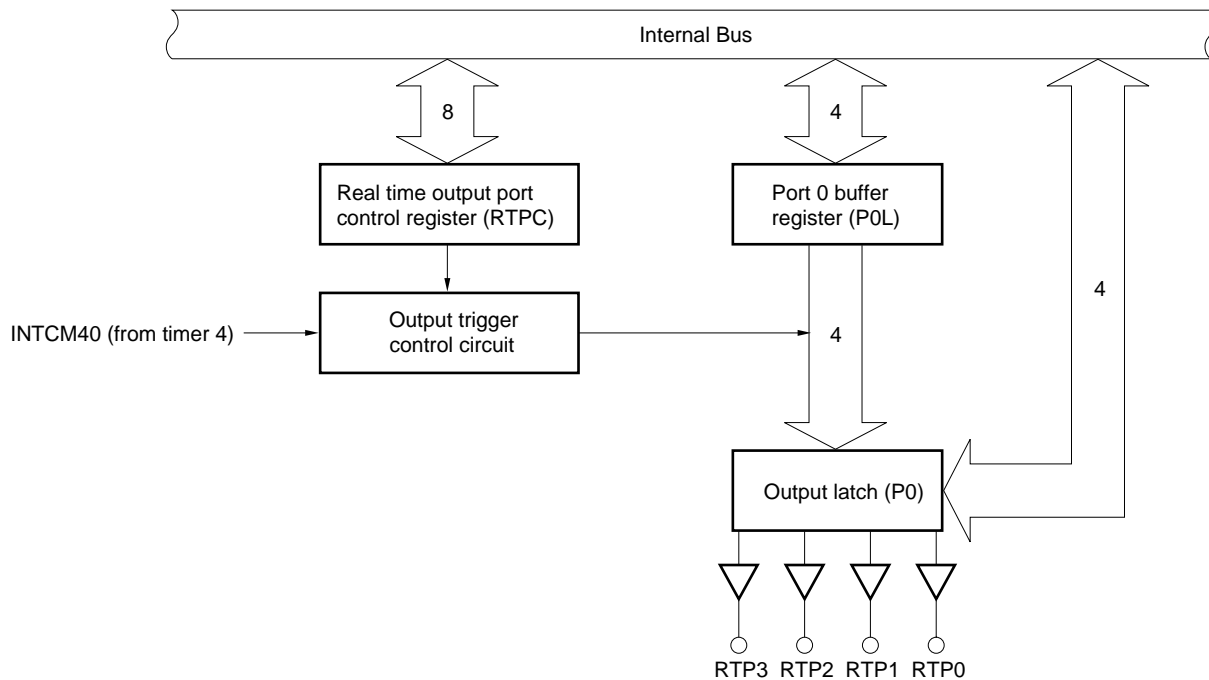 Internal Bus
8
4
Real time output port
control register (RTPC)
Port 0 buffer
register (P0L)
4
INTCM40 (from timer 4)
Output trigger
control circuit
4
Output latch (P0)
RTP3 RTP2 RTP1 RTP0